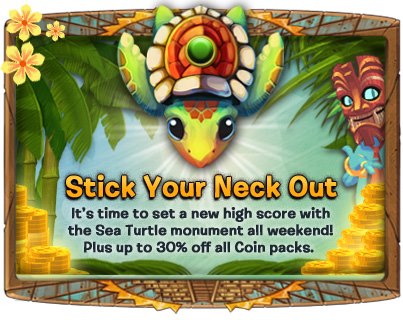 Stick Your Neck Out
It's time to set a new high score with
the Sea Turtle monument all weekend!
Plus up to 30% off all Coin packs.